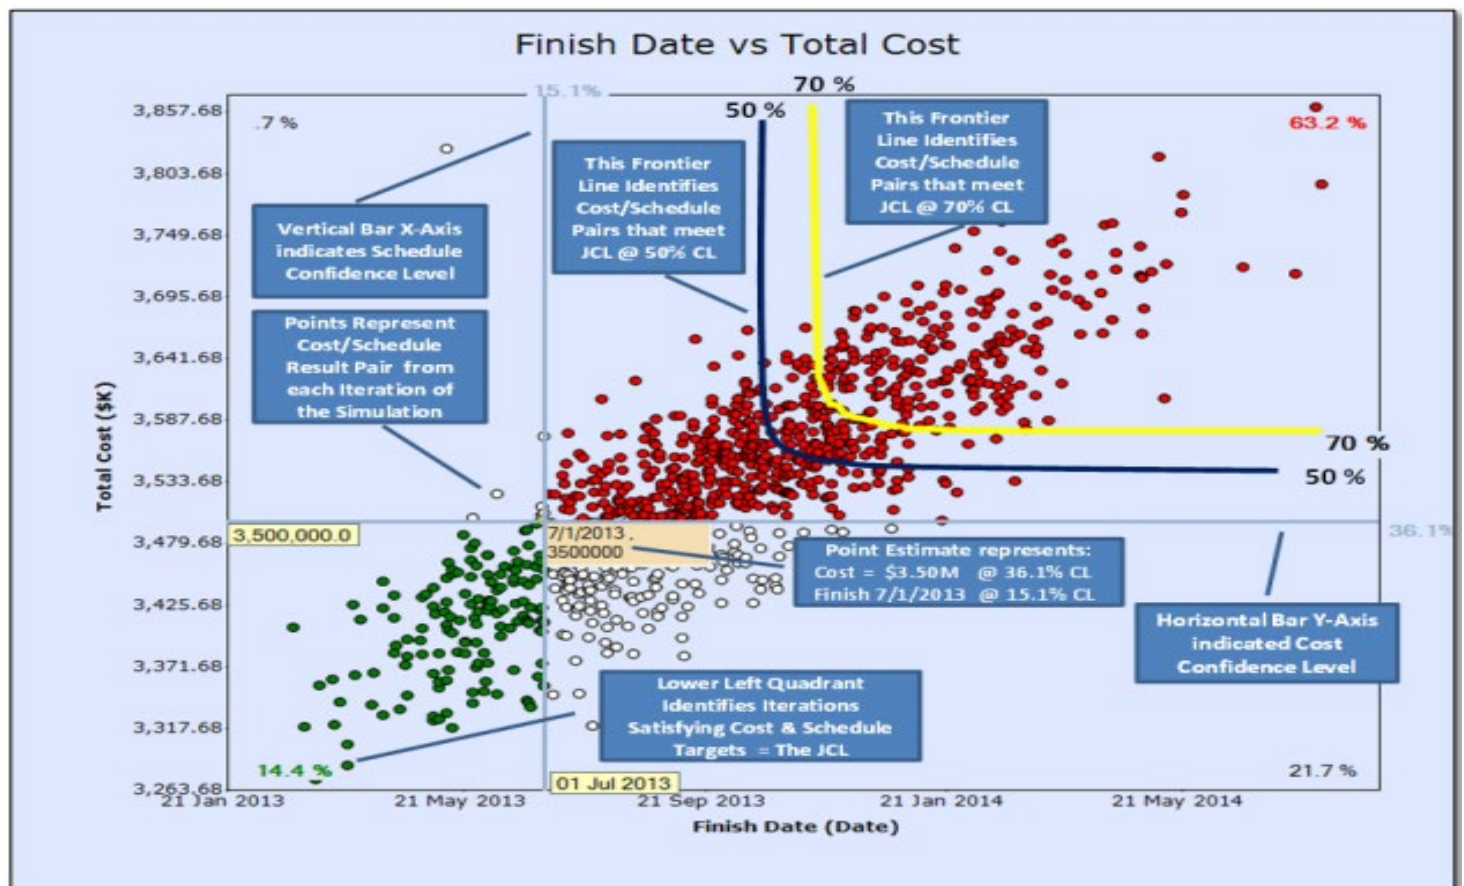 Finish Date vs Total Cost
70 %
15.1%
50 %
3,857.68
.7 %
63.2 %
This Frontier
Line Identifies
Cost/Schedule
Pairs that meet
JCL @ 70% CL
This Frontier
Line Identifies
Cost/Schedule
Pairs that meet
JCL @ 50% CL
3,803.68
Vertical Bar X-Axis
indicates Schedule
Confidence Level
3,749.68
3,695.68
Points Represent
Cost/Schedule
Result Pair from
each Iteration of
the Simulation
3,641.68
3,587.68
Total Cost ($K)
70 %
50 %
3,533.68
3,500,000.0
7/1/2013 .
3500000
36.1%
3,479.68
Point Estimate represents:
Cost = $3.50M @ 36.1% CL
Finish 7/1/2013 @ 15.1% CL
3,425.68
Horizontal Bar Y-Axis
indicated Cost
Confidence Level
3,371.68
Lower Left Quadrant
Identifies Iterations
Satisfying Cost & Schedule
Targets = The JCL
3,317.68
14.4 %
01 Jul 2013
21.7 %
3,263.68
21 Jan 2013
21 May 2013
21 Sep 2013
21 Jan 2014
21 May 2014
Finish Date (Date)